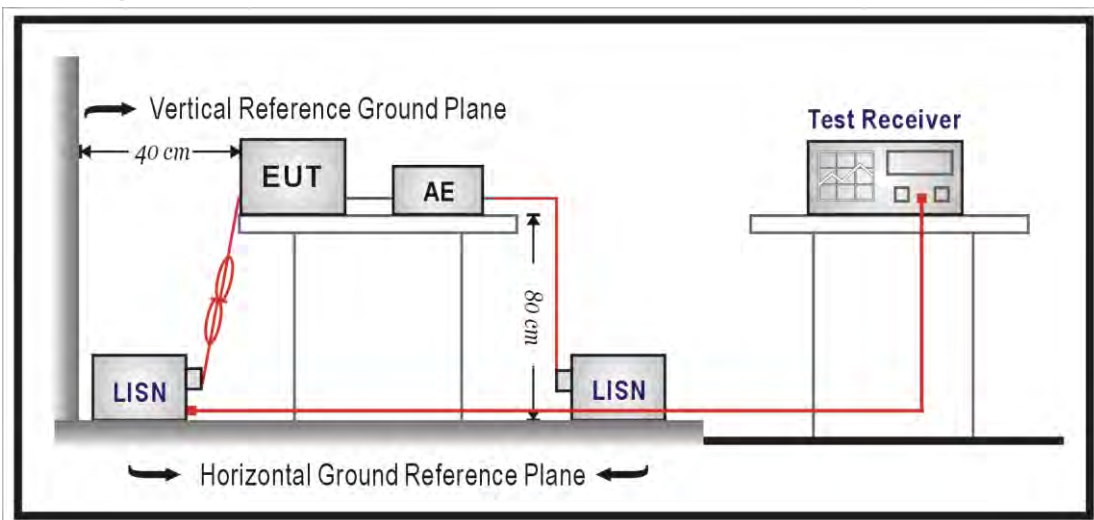 Vertical Reference Ground Plane
40 cm
EUT
AE
Test Receiver
80 cm
LISN
LISN
Horizontal Ground Reference Plane